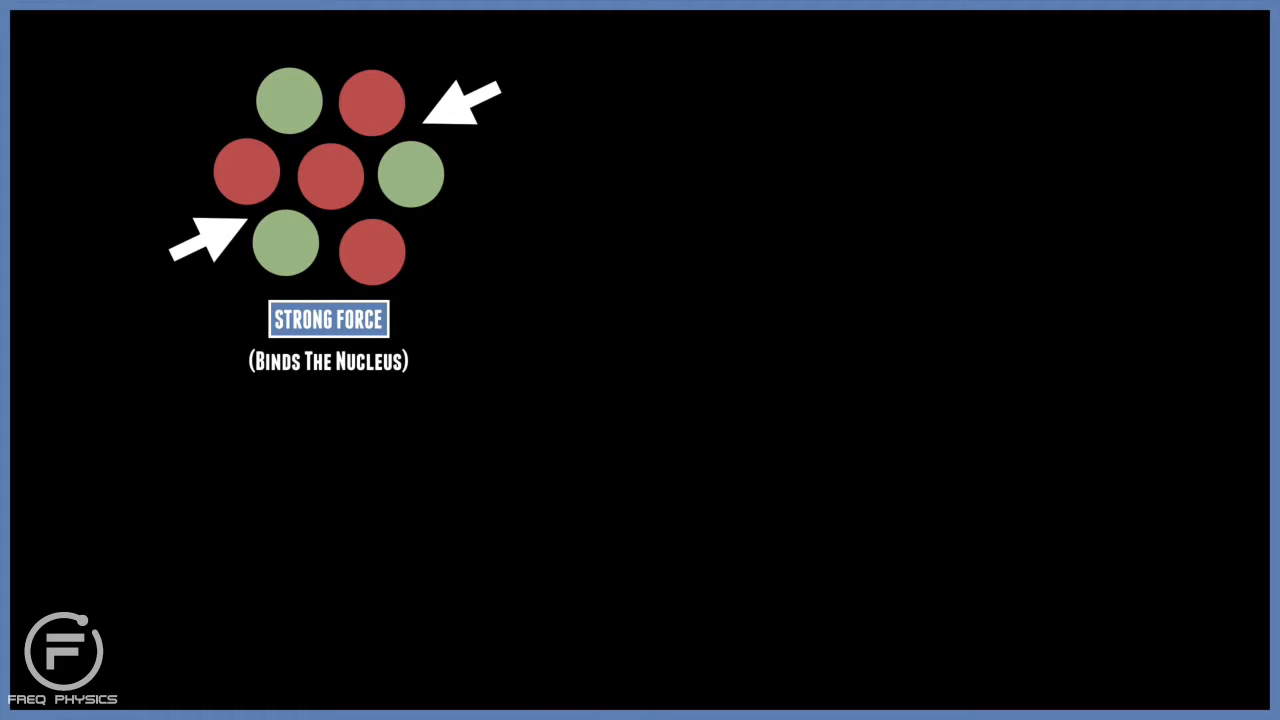 STRONG FORCE
(BINDS THE NUCLEUS)
F
FREQ PHYSICS